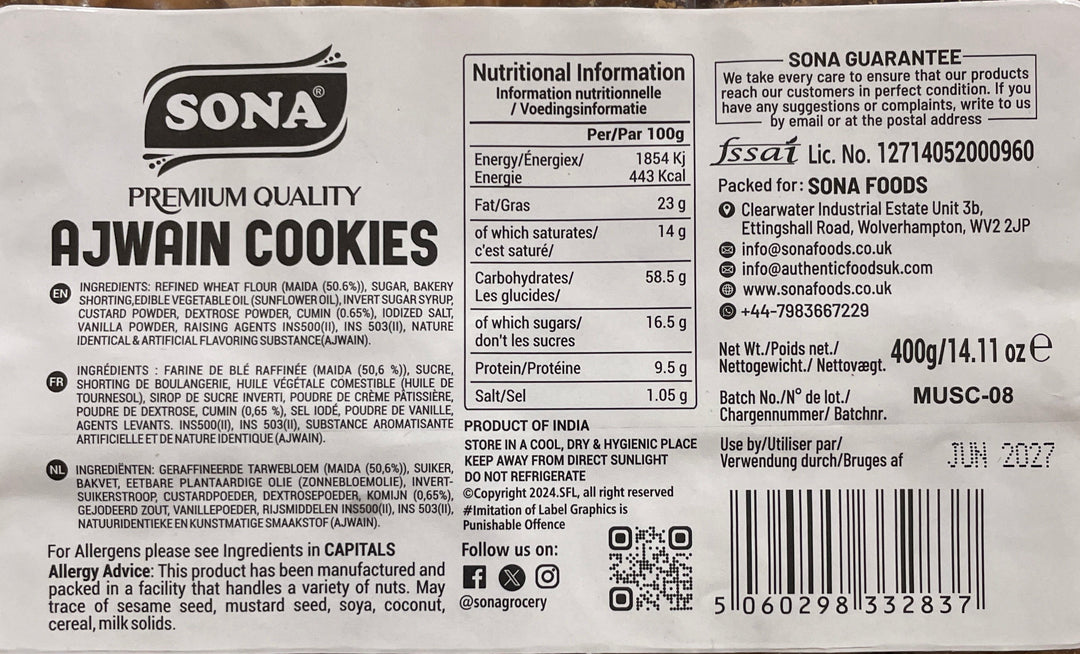 SONA®
PREMIUM QUALITY
AJWAIN COOKIES
EN INGREDIENTS: REFINED WHEAT FLOUR (MAIDA (50.6%)), SUGAR, BAKERY
SHORTING,EDIBLE VEGETABLE OIL (SUNFLOWER OIL), INVERT SUGAR SYRUP,
CUSTARD POWDER, DEXTROSE POWDER, CUMIN (0.65%), IODIZED SALT,
VANILLA POWDER, RAISING AGENTS INS500(II), INS 503(II), NATURE
IDENTICAL & ARTIFICIAL FLAVORING SUBSTANCE(AJWAIN).
FR INGRÉDIENTS : FARINE DE BLÉ RAFFINÉE (MAIDA (50,6 %)), SUCRE,
SHORTING DE BOULANGERIE, HUILE VÉGÉTALE COMESTIBLE (HUILE DE
TOURNESOL), SIROP DE SUCRE INVERTI, POUDRE DE CRÈME PÂTISSIÈRE,
POUDRE DE DEXTROSE, CUMIN (0,65 %), SEL IODÉ, POUDRE DE VANILLE,
AGENTS LEVANTS. INS500(II), INS 503(II), SUBSTANCE AROMATISANTE
ARTIFICIELLE ET DE NATURE IDENTIQUE (AJWAIN).
NL INGREDIËNTEN: GERAFFINEERDE TARWEBLOEM (MAIDA (50,6%)), SUIKER,
BAKVET, EETBARE PLANTAARDIGE OLIE (ZONNEBLOEMOLIE), INVERT-
SUIKERSTROOP, CUSTARDPOEDER, DEXTROSEPOEDER, KOMIJN (0,65%),
GEJODEERD ZOUT, VANILLEPOEDER, RIJSMIDDELEN INS500(II), INS 503(II),
NATUURIDENTIEKE EN KUNSTMATIGE SMAAKSTOF (AJWAIN).
For Allergens please see Ingredients in CAPITALS
Allergy Advice: This product has been manufactured and
packed in a facility that handles a variety of nuts. May
trace of sesame seed, mustard seed, soya, coconut,
cereal, milk solids.
Nutritional Information
Information nutritionnelle
/ Voedingsinformatie
Per/Par 100g
Energy/Énergiex/ 1854 Kj
Energie 443 Kcal
Fat/Gras 23 g
of which saturates/ 14 g
c'est saturé/
Carbohydrates/ 58.5 g
Les glucides/
of which sugars/ 16.5 g
don't les sucres
Protein/Protéine 9.5 g
Salt/Sel 1.05 g
PRODUCT OF INDIA
STORE IN A COOL, DRY & HYGIENIC PLACE
KEEP AWAY FROM DIRECT SUNLIGHT
DO NOT REFRIGERATE
©Copyright 2024.SFL, all right reserved
#Imitation of Label Graphics is
Punishable Offence
Follow us on:
@sonagrocery
SONA GUARANTEE
We take every care to ensure that our products
reach our customers in perfect condition. If you
have any suggestions or complaints, write to us
by email or at the postal address
fssai Lic. No. 12714052000960
Packed for: SONA FOODS
Clearwater Industrial Estate Unit 3b,
Ettingshall Road, Wolverhampton, WV2 2JP
info@sonafoods.co.uk
info@authenticfoodsuk.com
www.sonafoods.co.uk
+44-7983667229
Net Wt./Poids net./
Nettogewicht./ Nettovægt. 400g/14.11 oz e
Batch No./N° de lot./ MUSC-08
Chargennummer/ Batchnr.
Use by/Utiliser par/ JUN 2027
Verwendung durch/Bruges af
5 060298 332837